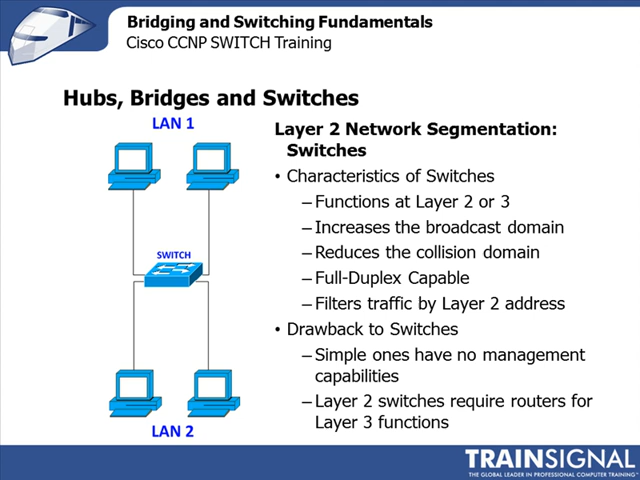 Bridging and Switching Fundamentals
Cisco CCNP SWITCH Training
Hubs, Bridges and Switches
LAN 1
SWITCH
LAN 2
Layer 2 Network Segmentation:
Switches
• Characteristics of Switches
– Functions at Layer 2 or 3
– Increases the broadcast domain
– Reduces the collision domain
– Full-Duplex Capable
– Filters traffic by Layer 2 address
• Drawback to Switches
– Simple ones have no management
capabilities
– Layer 2 switches require routers for
Layer 3 functions
TRAINSIGNAL
THE GLOBAL LEADER IN PROFESSIONAL COMPUTER TRAINING™